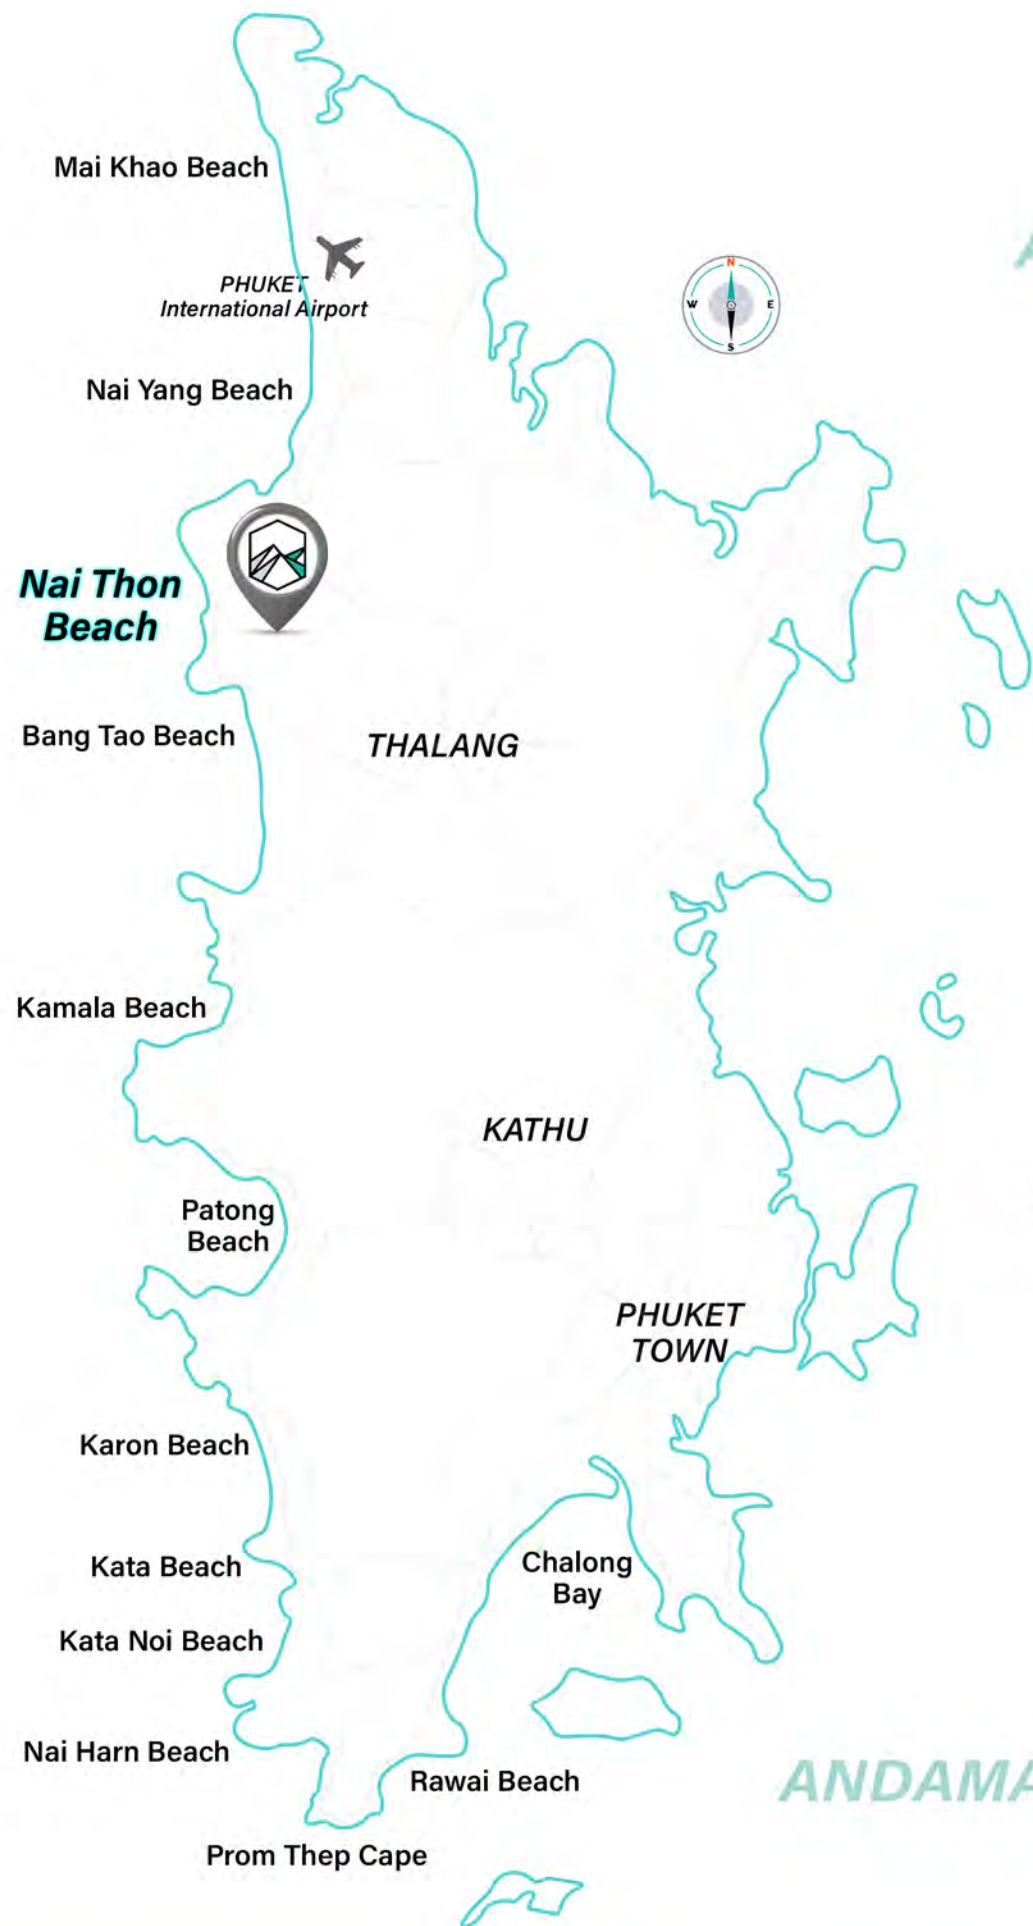 Mai Khao Beach
PHUKET
International Airport
N
W
E
S
Nai Yang Beach
Nai Thon
Beach
Bang Tao Beach
THALANG
Kamala Beach
KATHU
Patong
Beach
PHUKET
TOWN
Karon Beach
Chalong
Bay
Kata Beach
Kata Noi Beach
Nai Harn Beach
Rawai Beach
ANDAMA
Prom Thep Cape